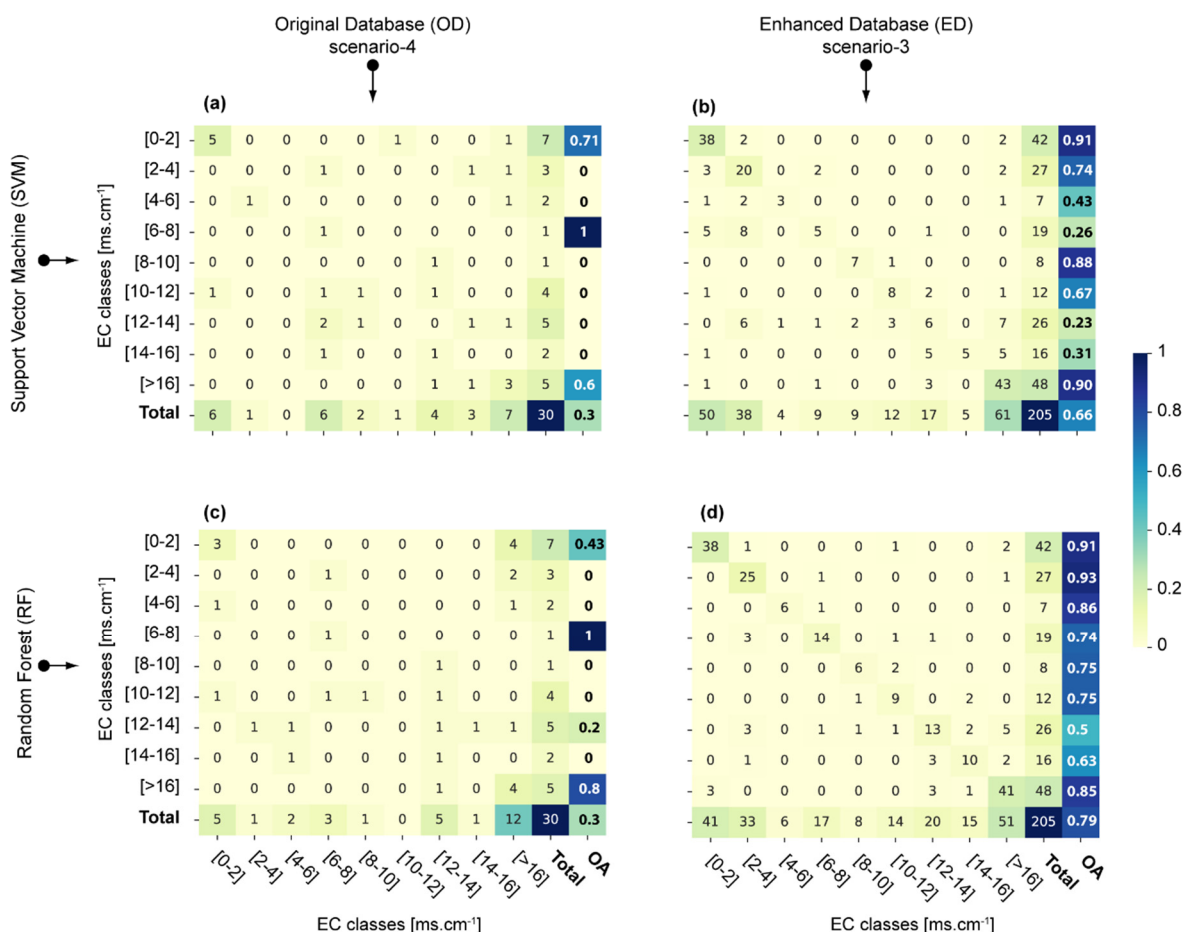 Original Database (OD)
scenario-4
Enhanced Database (ED)
scenario-3
(a)
(b)
Support Vector Machine (SVM)
EC classes [ms.cm⁻¹]
[0-2] 5 0 0 0 0 1 0 0 1 7 0.71
[2-4] 0 0 0 1 0 0 0 1 1 3 0
[4-6] 0 1 0 0 0 0 0 0 1 2 0
[6-8] 0 0 0 1 0 0 0 0 0 1 1
[8-10] 0 0 0 0 0 0 1 0 0 1 0
[10-12] 1 0 0 1 1 0 1 0 0 4 0
[12-14] 0 0 0 2 1 0 0 1 1 5 0
[14-16] 0 0 0 1 0 0 1 0 0 2 0
[>16] 0 0 0 0 0 0 1 1 3 5 0.6
Total 6 1 0 6 2 1 4 3 7 30 0.3
38 2 0 0 0 0 0 0 2 42 0.91
3 20 0 2 0 0 0 0 2 27 0.74
1 2 3 0 0 0 0 0 1 7 0.43
5 8 0 5 0 0 1 0 0 19 0.26
0 0 0 0 7 1 0 0 0 8 0.88
1 0 0 0 0 8 2 0 1 12 0.67
0 6 1 1 2 3 6 0 7 26 0.23
1 0 0 0 0 0 5 5 5 16 0.31
1 0 0 1 0 0 3 0 43 48 0.90
50 38 4 9 9 12 17 5 61 205 0.66
1
0.8
0.6
0.4
0.2
0
(c)
(d)
Random Forest (RF)
EC classes [ms.cm⁻¹]
[0-2] 3 0 0 0 0 0 0 0 4 7 0.43
[2-4] 0 0 0 1 0 0 0 0 2 3 0
[4-6] 1 0 0 0 0 0 0 0 1 2 0
[6-8] 0 0 0 1 0 0 0 0 0 1 1
[8-10] 0 0 0 0 0 0 1 0 0 1 0
[10-12] 1 0 0 1 1 0 1 0 0 4 0
[12-14] 0 1 1 0 0 0 1 1 1 5 0.2
[14-16] 0 0 1 0 0 0 1 0 0 2 0
[>16] 0 0 0 0 0 0 1 0 4 5 0.8
Total 5 1 2 3 1 0 5 1 12 30 0.3
38 1 0 0 0 1 0 0 2 42 0.91
0 25 0 1 0 0 0 0 1 27 0.93
0 0 6 1 0 0 0 0 0 7 0.86
0 3 0 14 0 1 1 0 0 19 0.74
0 0 0 0 6 2 0 0 0 8 0.75
0 0 0 0 1 9 0 2 0 12 0.75
0 3 0 1 1 1 13 2 5 26 0.5
0 1 0 0 0 0 3 10 2 16 0.63
3 0 0 0 0 0 3 1 41 48 0.85
41 33 6 17 8 14 20 15 51 205 0.79
[0-2] [2-4] [4-6] [6-8] [8-10] [10-12] [12-14] [14-16] [>16] Total OA
[0-2] [2-4] [4-6] [6-8] [8-10] [10-12] [12-14] [14-16] [>16] Total OA
EC classes [ms.cm⁻¹]
EC classes [ms.cm⁻¹]